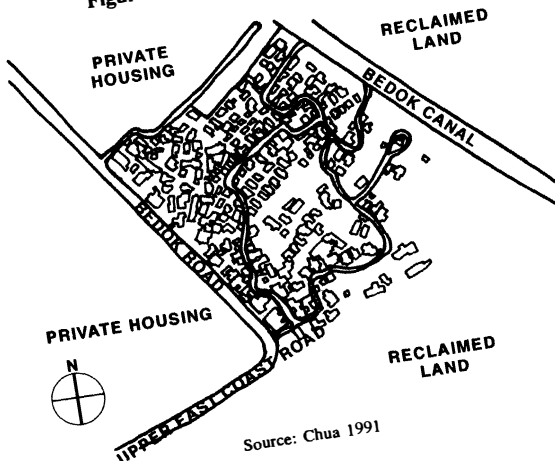 RECLAIMED
LAND
PRIVATE
HOUSING
BEDOK CANAL
BEDOK ROAD
PRIVATE HOUSING
N
RECLAIMED
LAND
UPPER EAST COAST ROAD
Source: Chua 1991